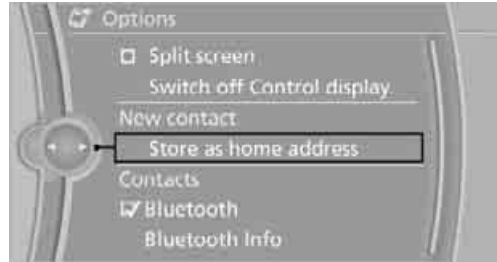 Options
Split screen
Switch off Control display
New contact
Store as home address
Contacts
Bluetooth
Bluetooth Info